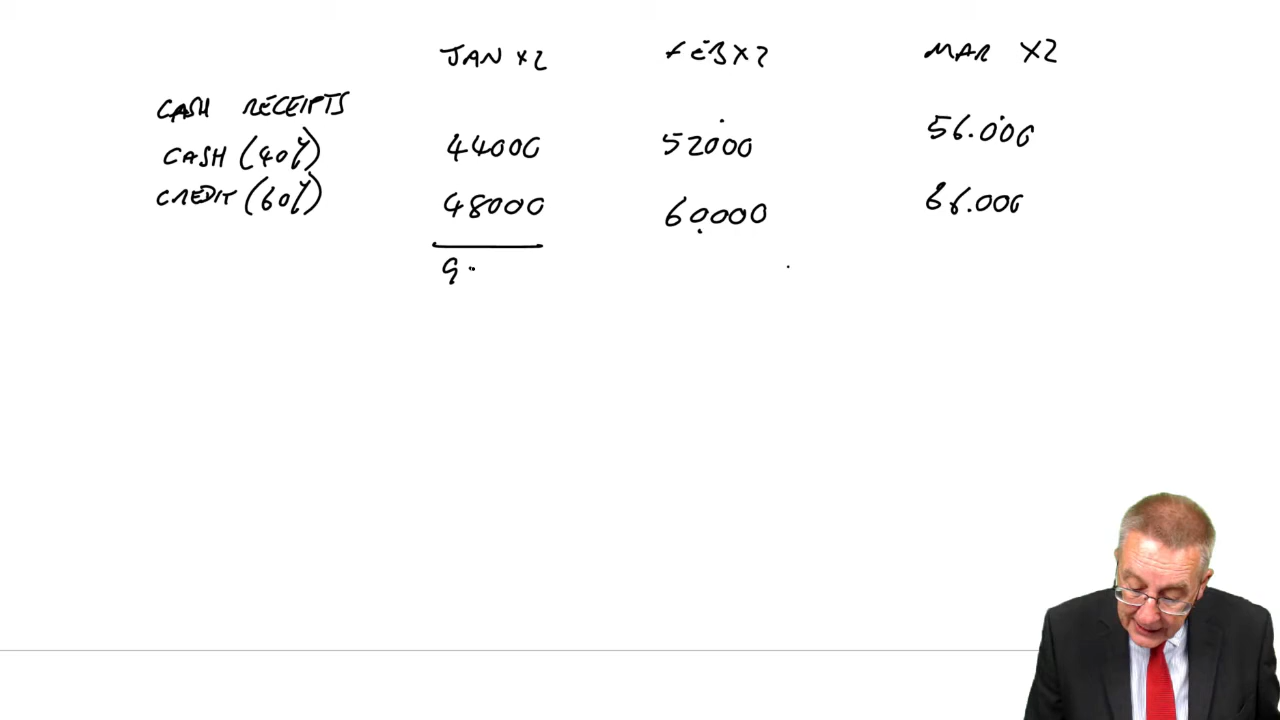 JAN X2 FEB X2 MAR X2
CASH RECEIPTS
CASH (40%) 44000 52000 56.000
CREDIT (60%) 48000 60000 66.000
9